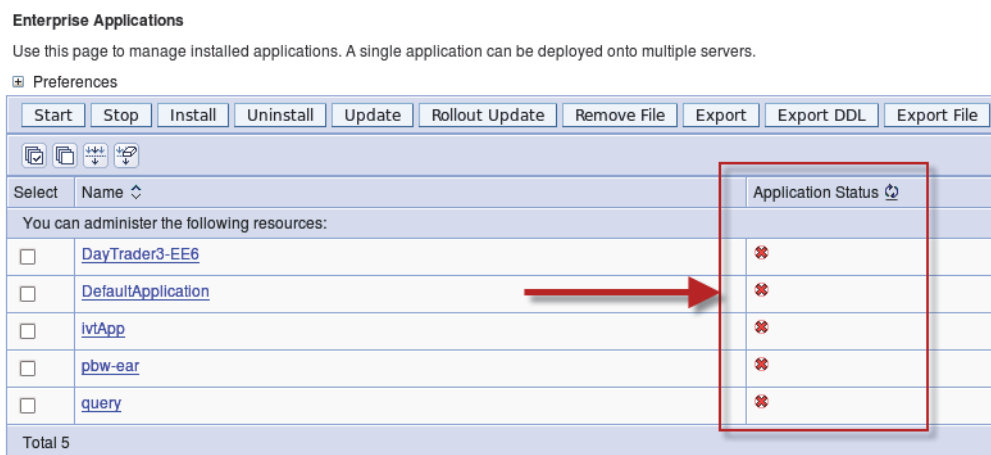 Enterprise Applications
Use this page to manage installed applications. A single application can be deployed onto multiple servers.
Preferences
Start Stop Install Uninstall Update Rollout Update Remove File Export Export DDL Export File
Select Name Application Status
You can administer the following resources:
DayTrader3-EE6
DefaultApplication
ivtApp
pbw-ear
query
Total 5